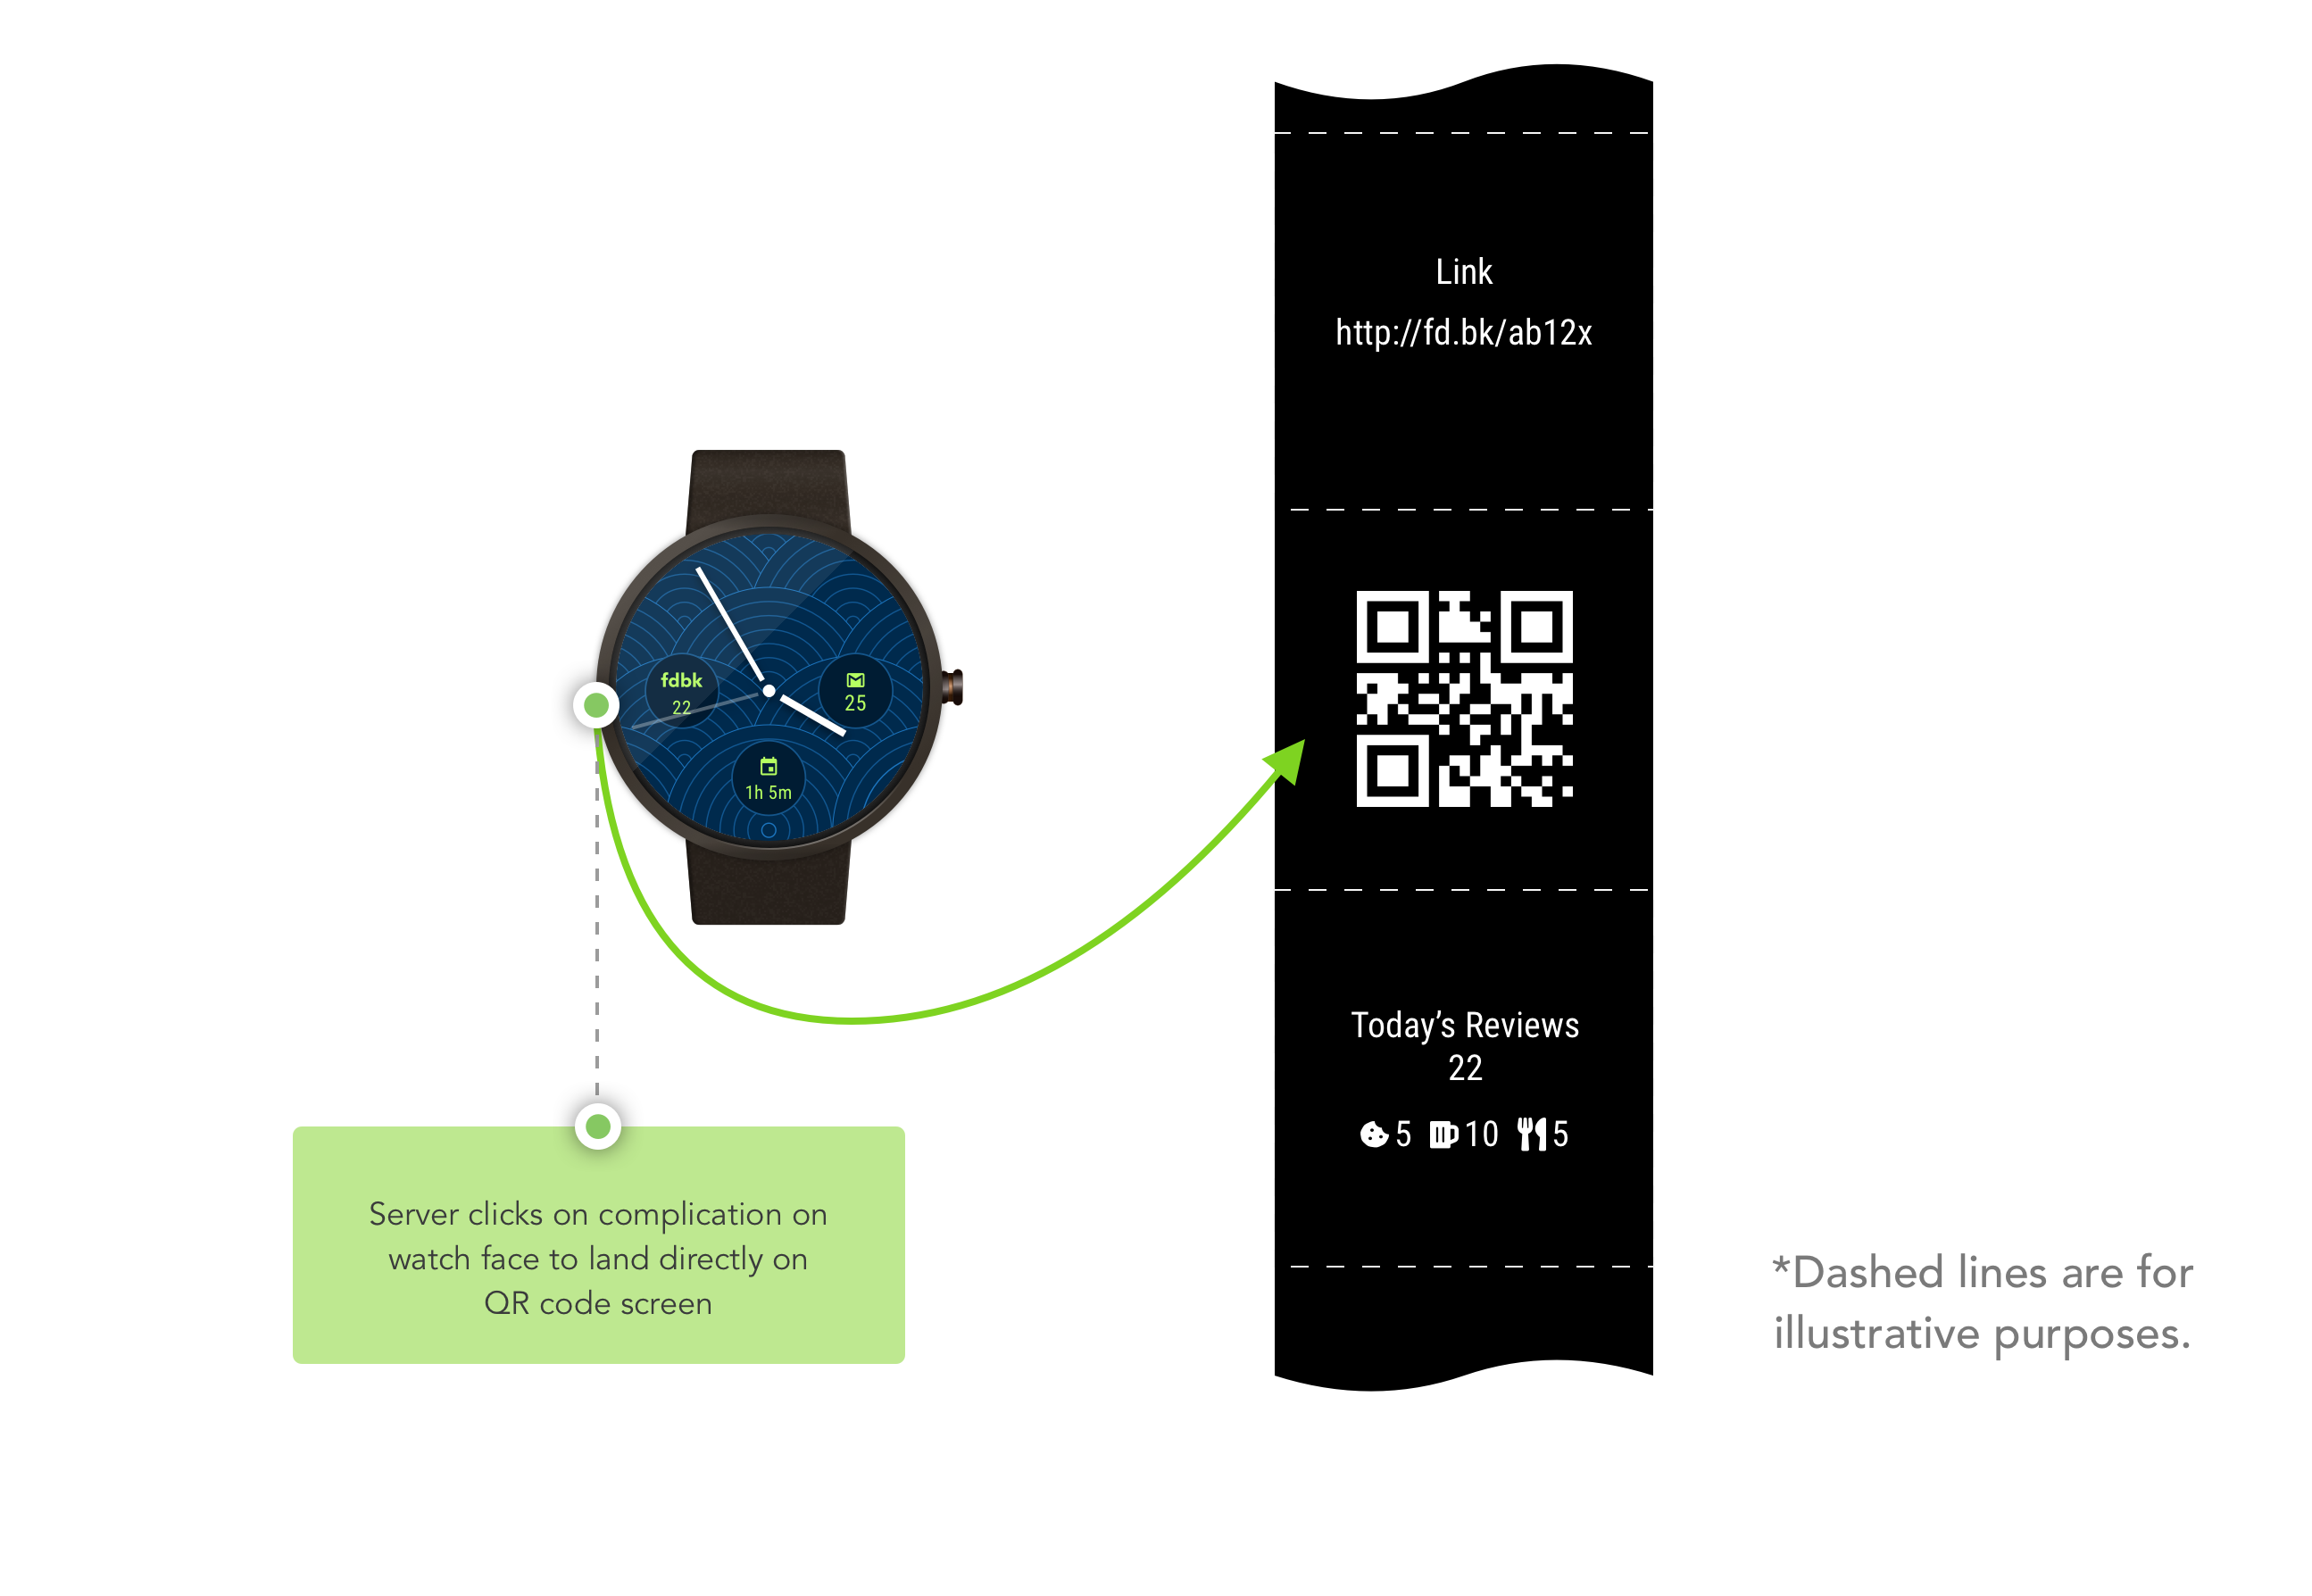 fdbk
22
25
1h 5m
Server clicks on complication on
watch face to land directly on
QR code screen
Link
http://fd.bk/ab12x
Today’s Reviews
22
5 10 5
*Dashed lines are for
illustrative purposes.